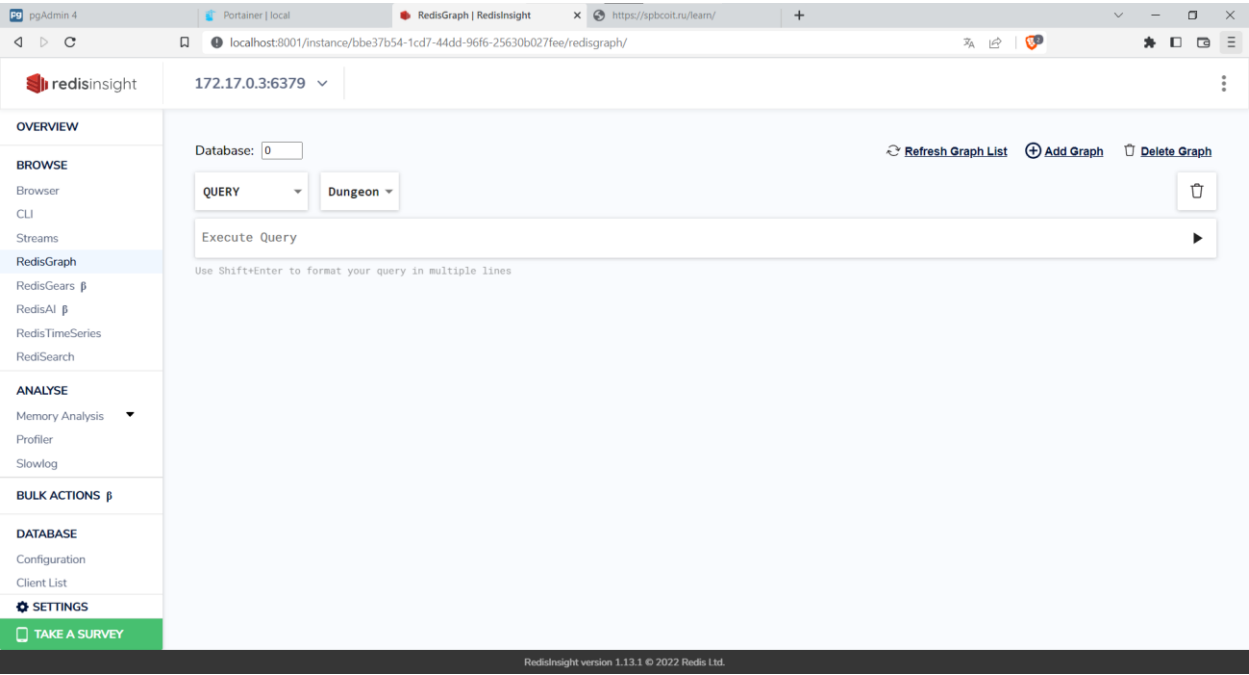 pgAdmin 4
Portainer | local
RedisGraph | RedisInsight
https://spbcoit.ru/learn/
localhost:8001/instance/bbe37b54-1cd7-44dd-96f6-25630b027fee/redisgraph/
redisinsight
172.17.0.3:6379
OVERVIEW
BROWSE
Browser
CLI
Streams
RedisGraph
RedisGears β
RedisAI β
RedisTimeSeries
RediSearch
ANALYSE
Memory Analysis
Profiler
Slowlog
BULK ACTIONS β
DATABASE
Configuration
Client List
SETTINGS
TAKE A SURVEY
Database: 0
Refresh Graph List
Add Graph
Delete Graph
QUERY
Dungeon
Execute Query
Use Shift+Enter to format your query in multiple lines
RedisInsight version 1.13.1 © 2022 Redis Ltd.